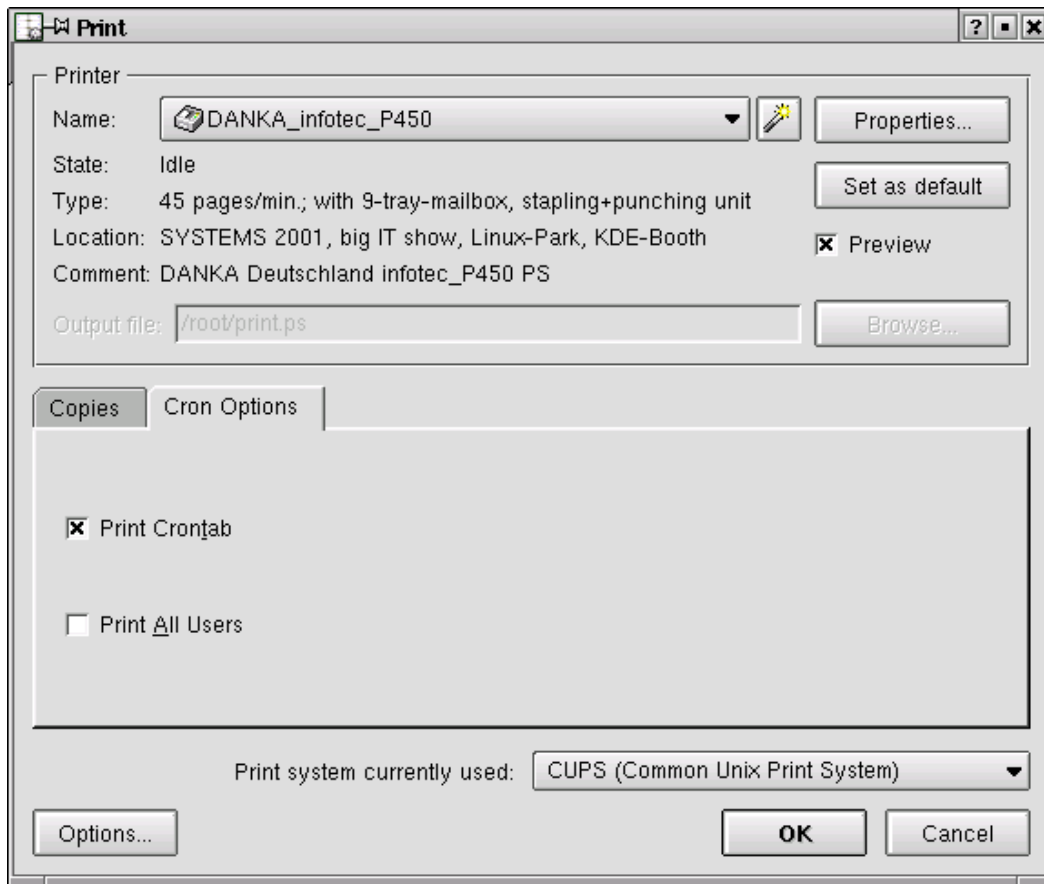 Print
Printer
Name: DANKA_infotec_P450 Properties...
State: Idle Set as default
Type: 45 pages/min.; with 9-tray-mailbox, stapling+punching unit
Location: SYSTEMS 2001, big IT show, Linux-Park, KDE-Booth Preview
Comment: DANKA Deutschland infotec_P450 PS
Output file: /root/print.ps Browse...
Copies Cron Options
Print Crontab
Print All Users
Print system currently used: CUPS (Common Unix Print System)
Options... OK Cancel